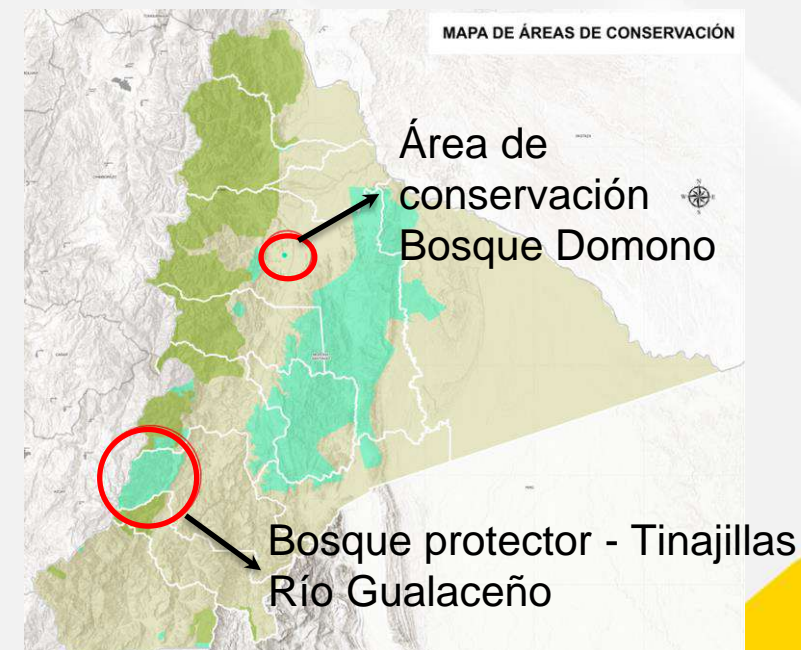 MAPA DE ÁREAS DE CONSERVACIÓN
Área de
conservación
Bosque Domono
Bosque protector - Tinajillas
Río Gualaceño